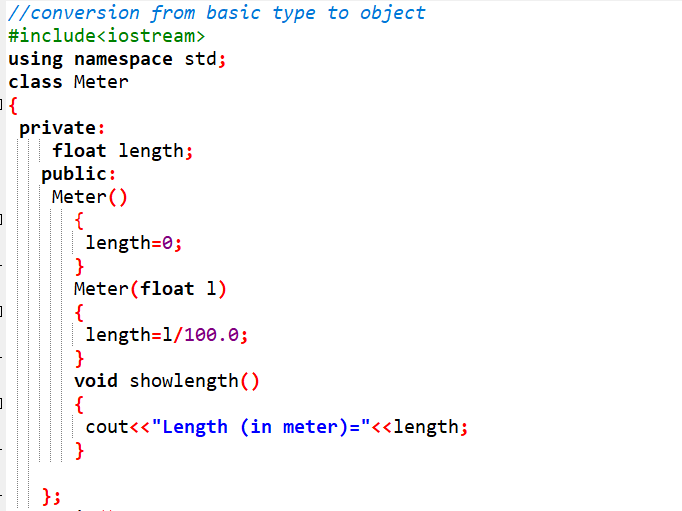 //conversion from basic type to object
#include<iostream>
using namespace std;
class Meter
{
private:
float length;
public:
Meter()
{
length=0;
}
Meter(float l)
{
length=l/100.0;
}
void showlength()
{
cout<<"Length (in meter)="<<length;
}
};